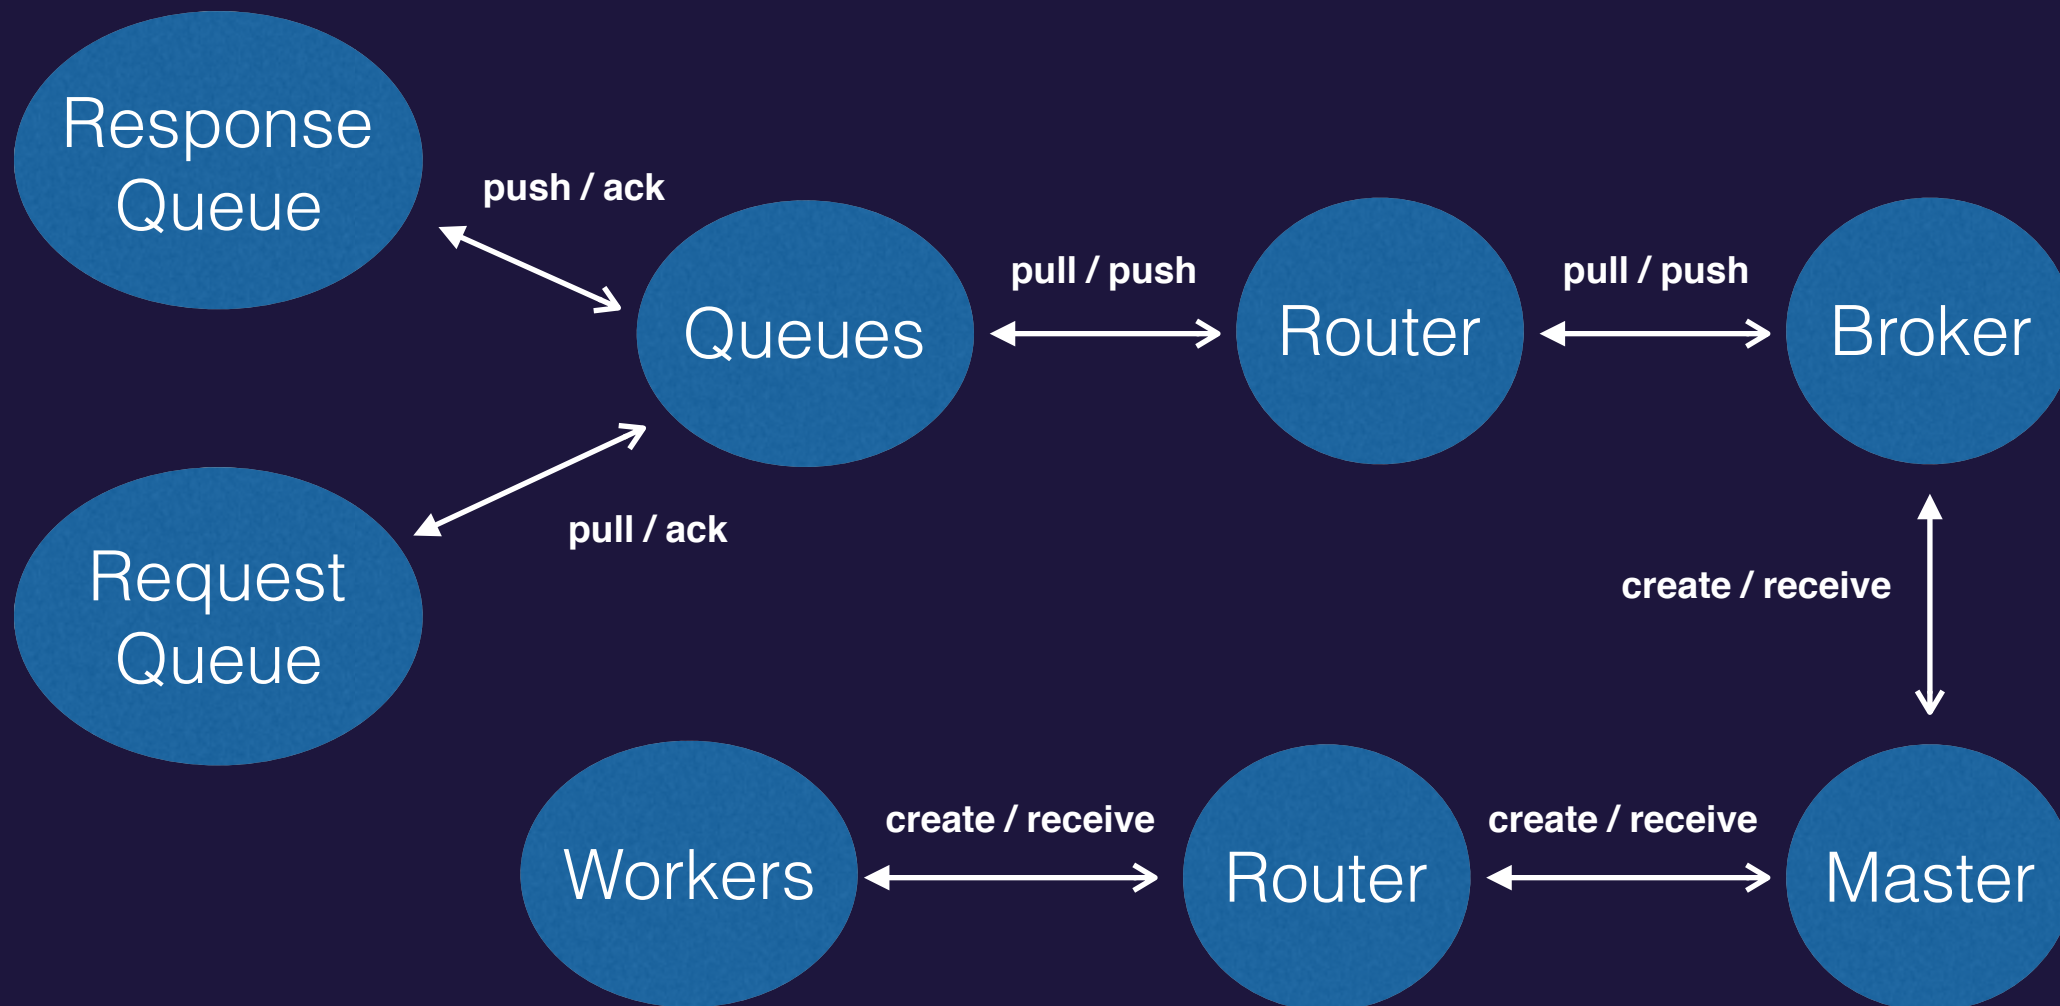 Response
Queue
push / ack
Queues
pull / push
Router
pull / push
Broker
pull / ack
Request
Queue
create / receive
Workers
create / receive
Router
create / receive
Master